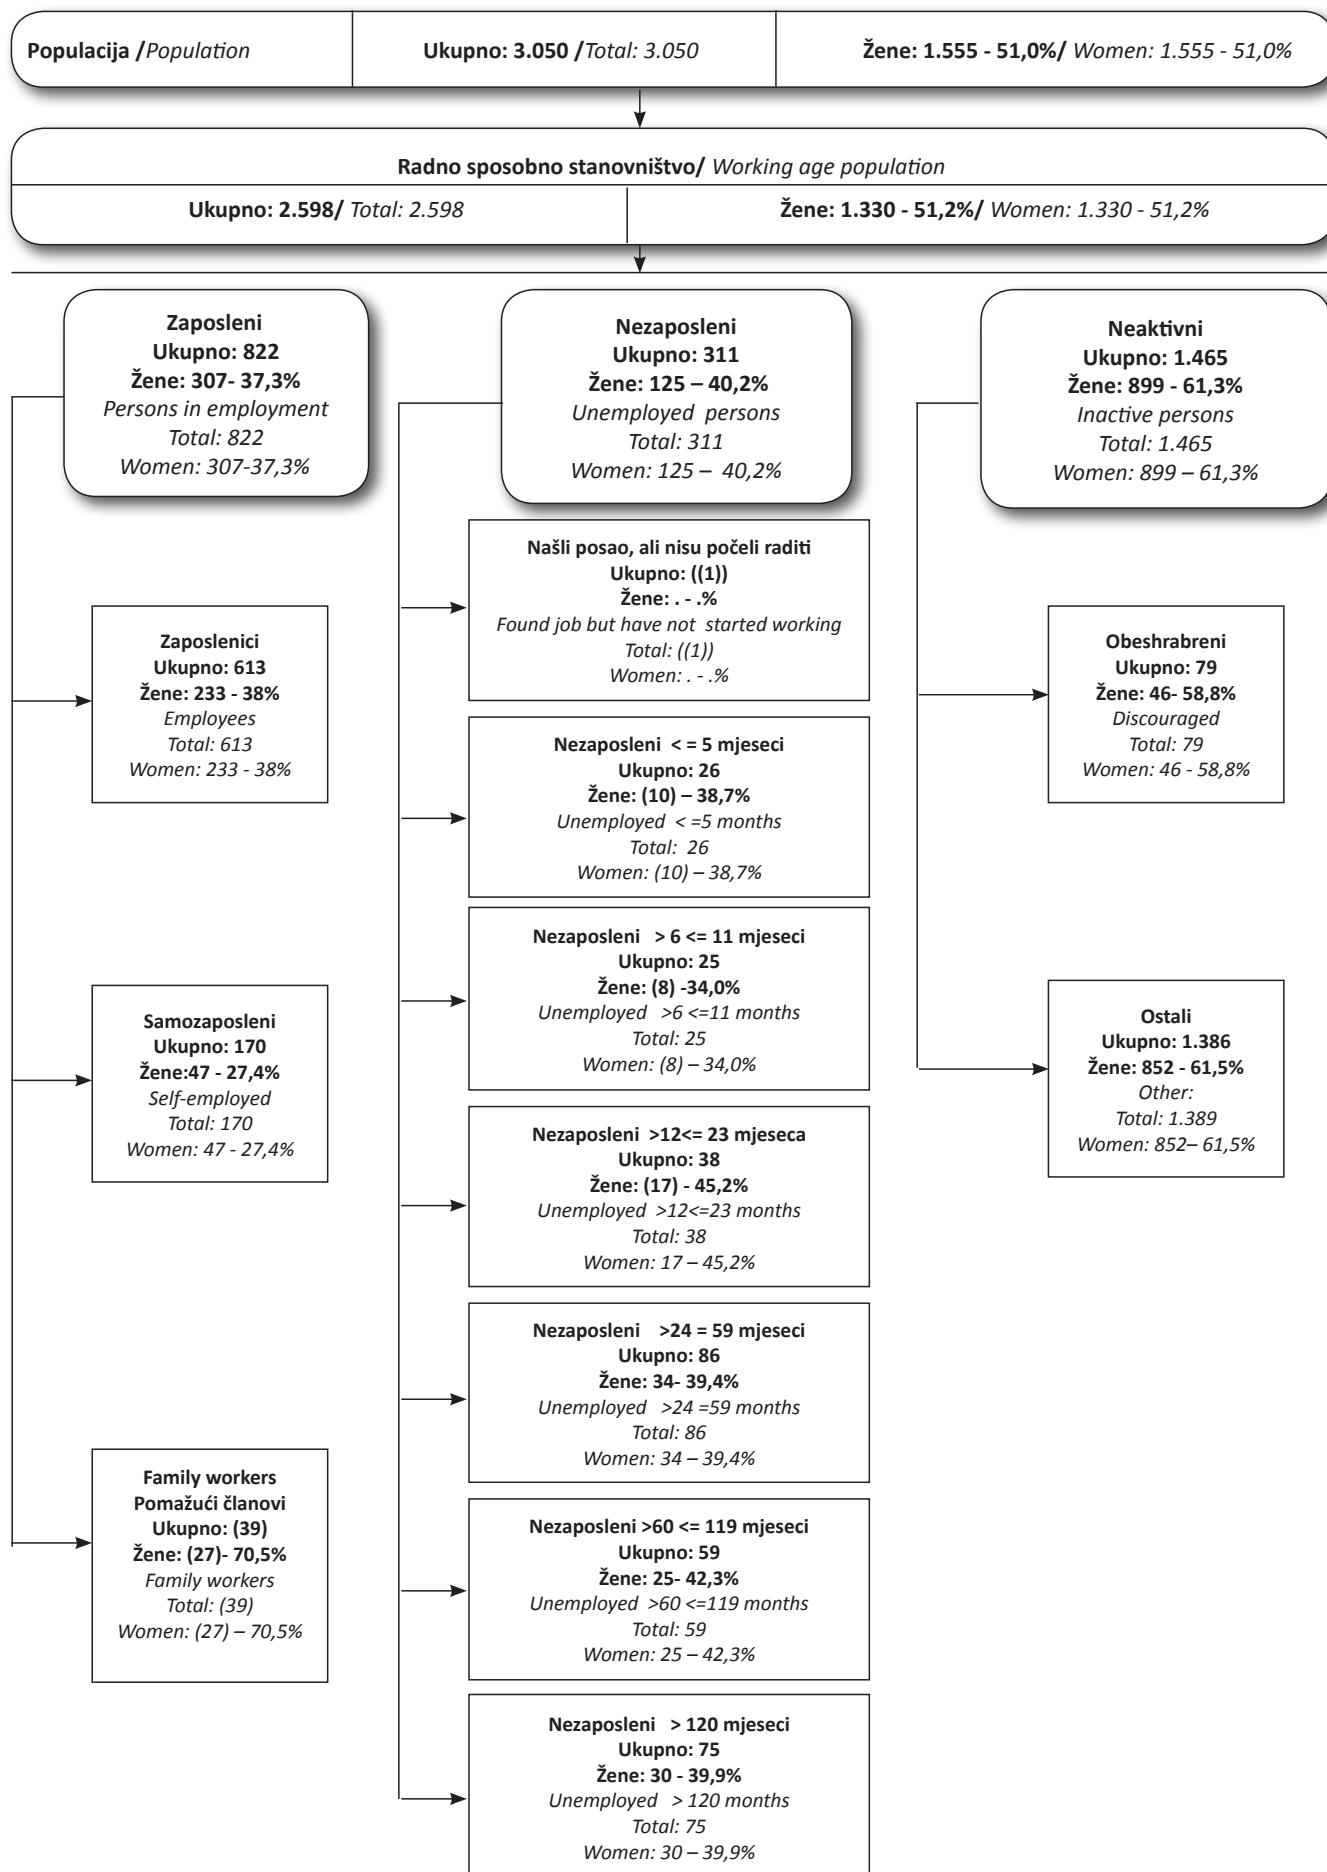 Populacija /Population
Ukupno: 3.050 /Total: 3.050
Žene: 1.555 - 51,0%/ Women: 1.555 - 51,0%
Radno sposobno stanovništvo/ Working age population
Ukupno: 2.598/ Total: 2.598
Žene: 1.330 - 51,2%/ Women: 1.330 - 51,2%
Zaposleni
Ukupno: 822
Žene: 307- 37,3%
Persons in employment
Total: 822
Women: 307-37,3%
Zaposlenici
Ukupno: 613
Žene: 233 - 38%
Employees
Total: 613
Women: 233 - 38%
Samozaposleni
Ukupno: 170
Žene:47 - 27,4%
Self-employed
Total: 170
Women: 47 - 27,4%
Family workers
Pomažući članovi
Ukupno: (39)
Žene: (27)- 70,5%
Family workers
Total: (39)
Women: (27) – 70,5%
Nezaposleni
Ukupno: 311
Žene: 125 – 40,2%
Unemployed persons
Total: 311
Women: 125 – 40,2%
Našli posao, ali nisu počeli raditi
Ukupno: ((1))
Žene: . - .%
Found job but have not started working
Total: ((1))
Women: . - .%
Nezaposleni < = 5 mjeseci
Ukupno: 26
Žene: (10) – 38,7%
Unemployed < =5 months
Total: 26
Women: (10) – 38,7%
Nezaposleni > 6 <= 11 mjeseci
Ukupno: 25
Žene: (8) -34,0%
Unemployed >6 <=11 months
Total: 25
Women: (8) – 34,0%
Nezaposleni >12<= 23 mjeseca
Ukupno: 38
Žene: (17) - 45,2%
Unemployed >12<=23 months
Total: 38
Women: 17 – 45,2%
Nezaposleni >24 = 59 mjeseci
Ukupno: 86
Žene: 34- 39,4%
Unemployed >24 =59 months
Total: 86
Women: 34 – 39,4%
Nezaposleni >60 <= 119 mjeseci
Ukupno: 59
Žene: 25- 42,3%
Unemployed >60 <=119 months
Total: 59
Women: 25 – 42,3%
Nezaposleni > 120 mjeseci
Ukupno: 75
Žene: 30 - 39,9%
Unemployed > 120 months
Total: 75
Women: 30 – 39,9%
Neaktivni
Ukupno: 1.465
Žene: 899 - 61,3%
Inactive persons
Total: 1.465
Women: 899 – 61,3%
Obeshrabreni
Ukupno: 79
Žene: 46- 58,8%
Discouraged
Total: 79
Women: 46 - 58,8%
Ostali
Ukupno: 1.386
Žene: 852 - 61,5%
Other:
Total: 1.389
Women: 852– 61,5%